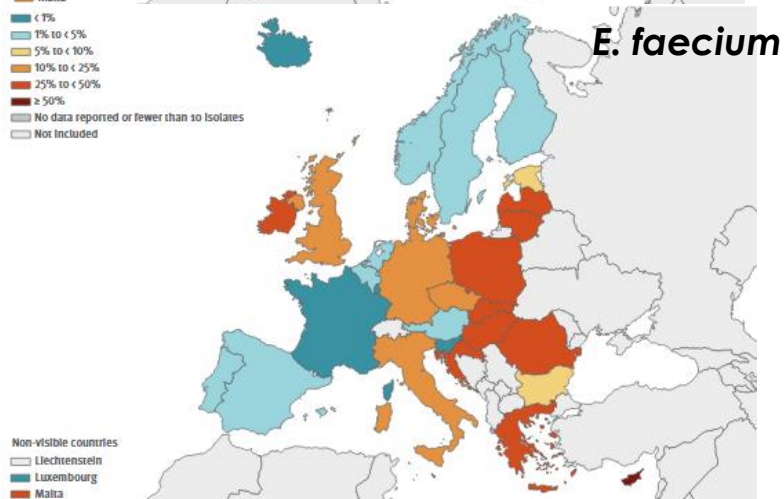 Malta
< 1%
1% to < 5%
5% to < 10%
10% to < 25%
25% to < 50%
≥ 50%
No data reported or fewer than 10 isolates
Not included
E. faecium
Non-visible countries
Liechtenstein
Luxembourg
Malta